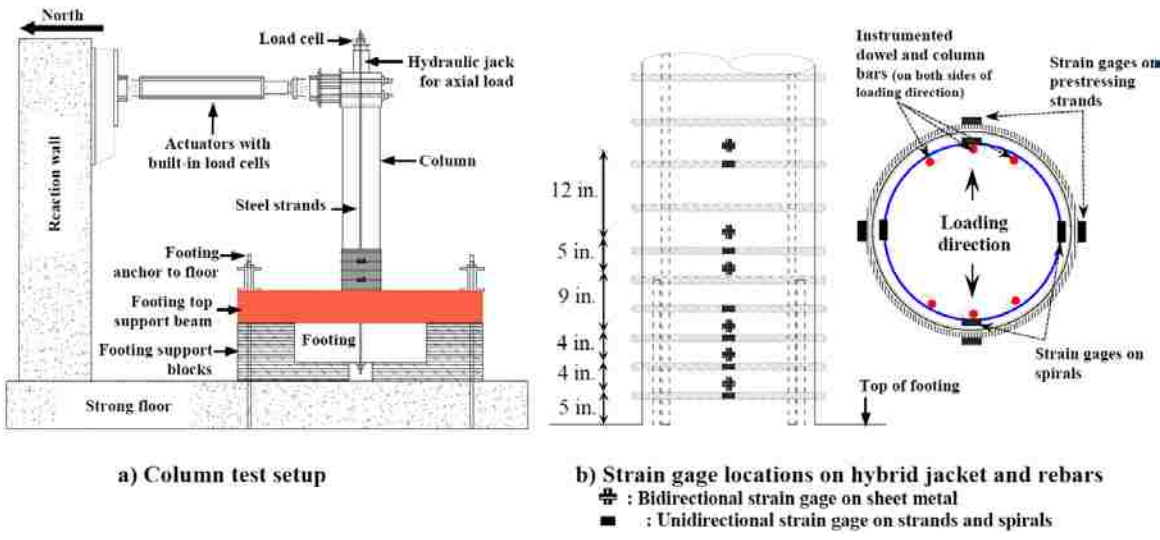 North
Load cell
Hydraulic jack
for axial load
Actuators with
built-in load cells
Column
Reaction wall
Steel strands
Footing
anchor to floor
Footing top
support beam
Footing
Footing support
blocks
Strong floor
a) Column test setup
12 in.
5 in.
9 in.
4 in.
4 in.
5 in.
Top of footing
Instrumented
dowel and column
bars (on both sides of
loading direction)
Strain gages on
prestressing
strands
Loading
direction
Strain gages on
spirals
b) Strain gage locations on hybrid jacket and rebars
: Bidirectional strain gage on sheet metal
: Unidirectional strain gage on strands and spirals